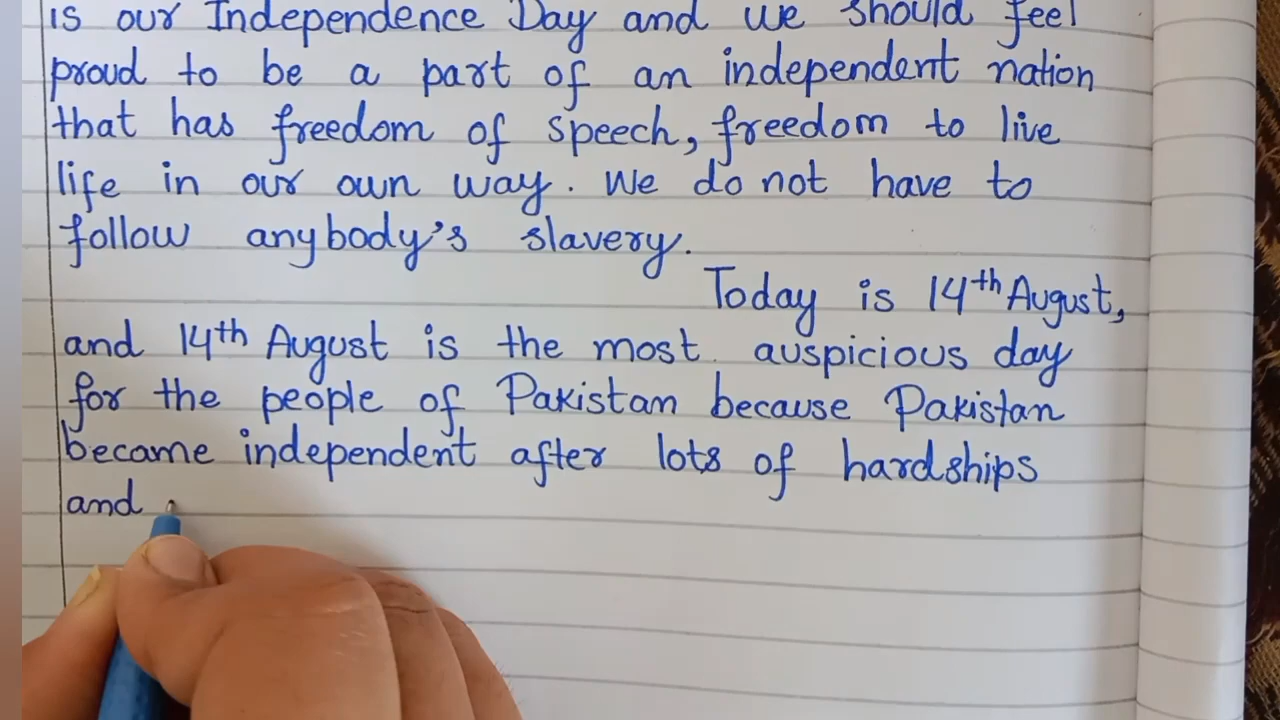 is our Independence Day and we should feel
proud to be a part of an independent nation
that has freedom of speech, freedom to live
life in our own way. We do not have to
follow anybody's slavery.
Today is 14th August,
and 14th August is the most auspicious day
for the people of Pakistan because Pakistan
became independent after lots of hardships
and